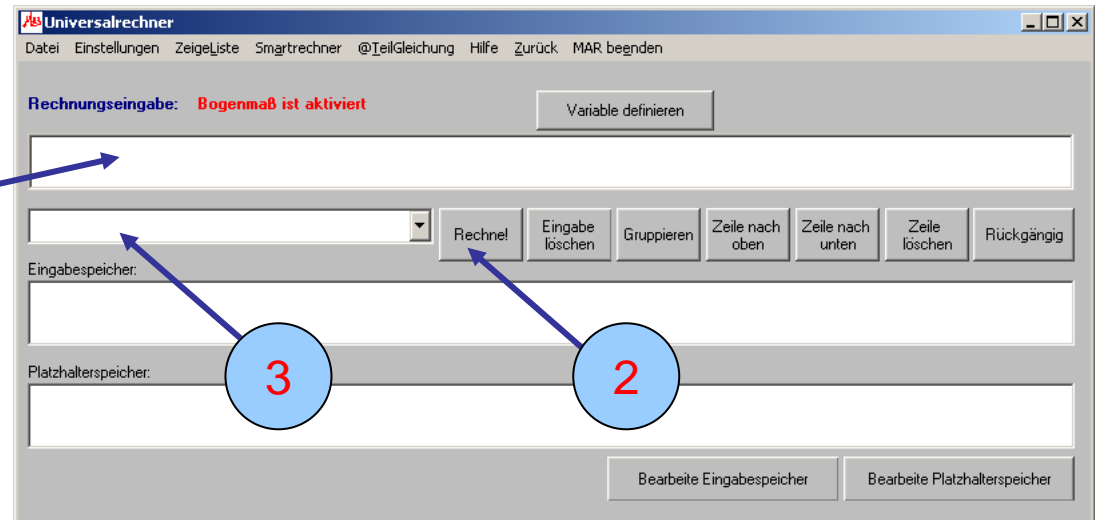 Universalrechner
Datei Einstellungen ZeigeListe Smartrechner @TeilGleichung Hilfe Zurück MAR beenden
Rechnungseingabe: Bogenmaß ist aktiviert
Variable definieren
Rechne!
Eingabe
löschen
Gruppieren
Zeile nach
oben
Zeile nach
unten
Zeile
löschen
Rückgängig
Eingabespeicher:
3
2
Platzhalterspeicher:
Bearbeite Eingabespeicher
Bearbeite Platzhalterspeicher